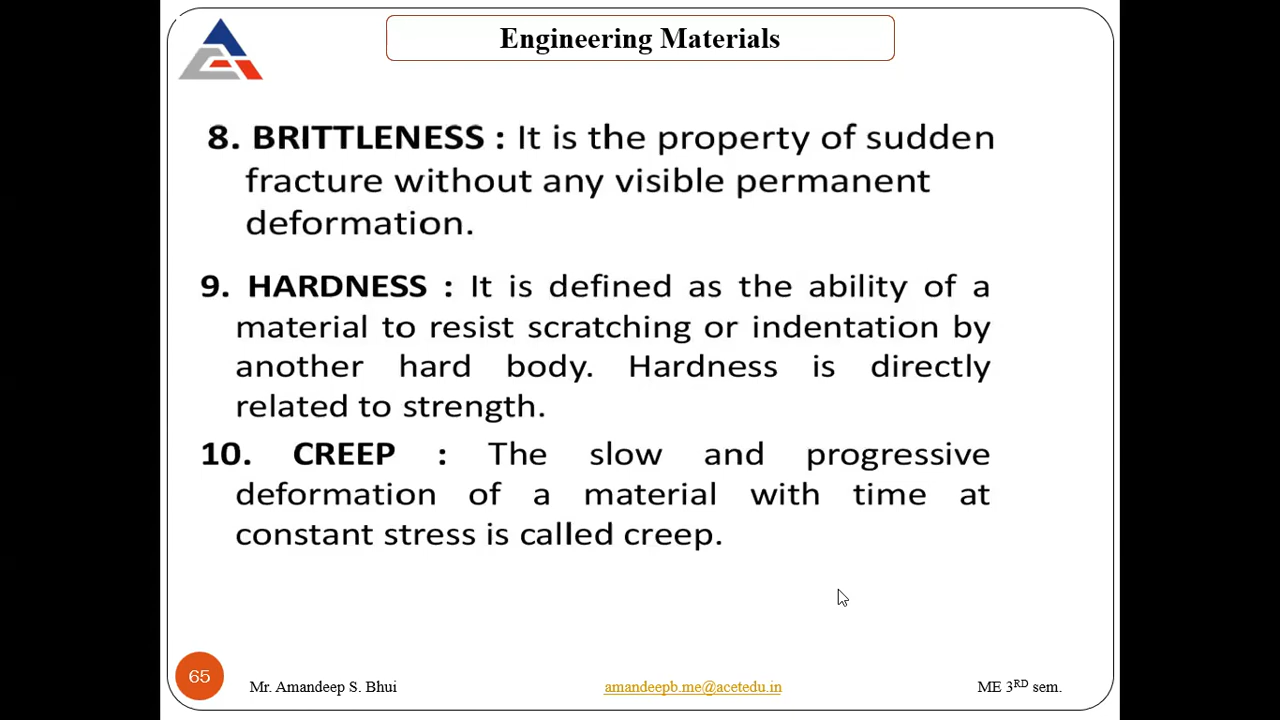 Engineering Materials
8. BRITTLENESS : It is the property of sudden
fracture without any visible permanent
deformation.
9. HARDNESS : It is defined as the ability of a
material to resist scratching or indentation by
another hard body. Hardness is directly
related to strength.
10. CREEP : The slow and progressive
deformation of a material with time at
constant stress is called creep.
65
Mr. Amandeep S. Bhui
amandeepb.me@acetedu.in
ME 3RD sem.